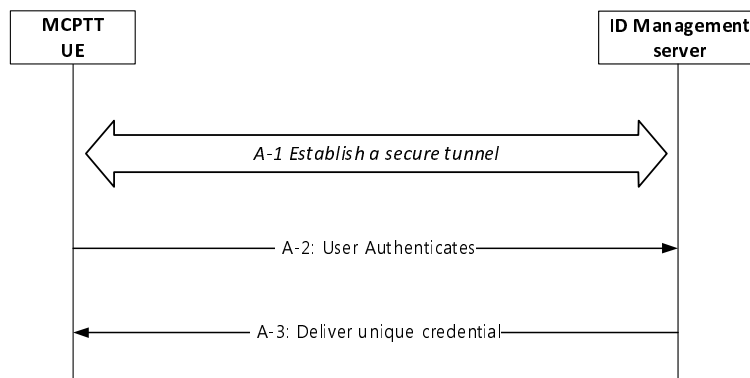 MCPTT
UE
ID Management
server
A-1 Establish a secure tunnel
A-2: User Authenticates
A-3: Deliver unique credential